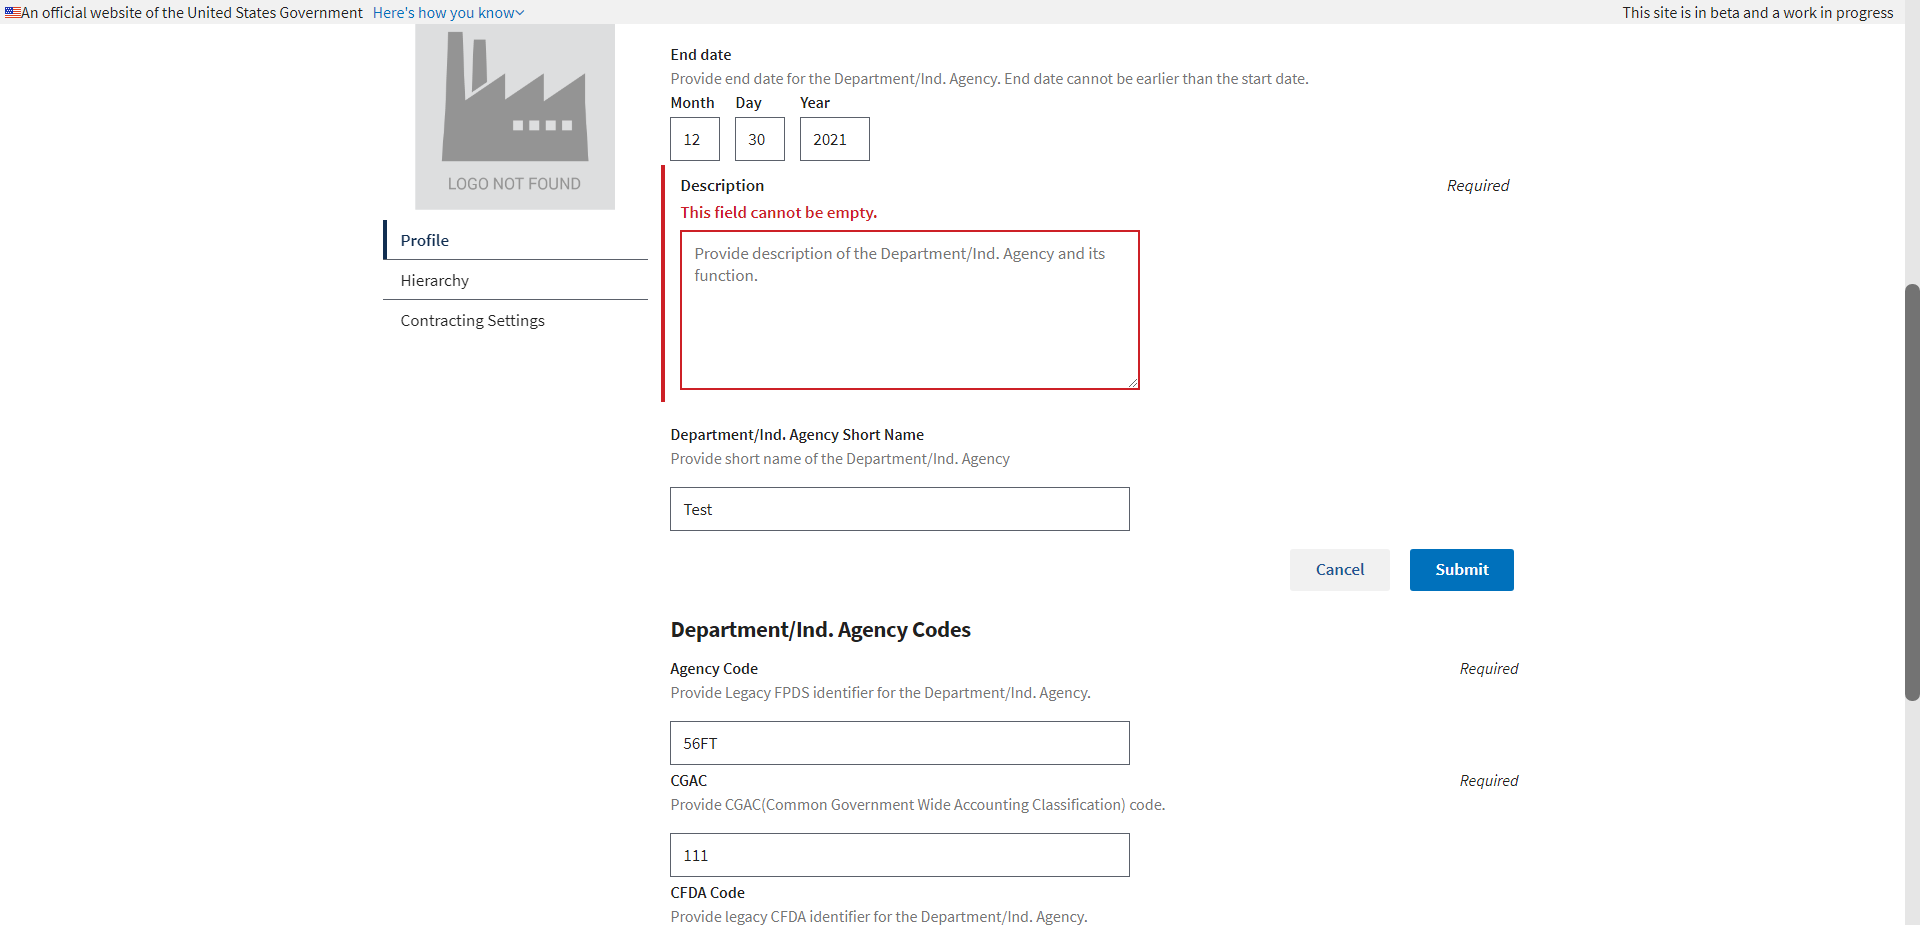 An official website of the United States Government Here's how you know
This site is in beta and a work in progress
LOGO NOT FOUND
Profile
Hierarchy
Contracting Settings
End date
Provide end date for the Department/Ind. Agency. End date cannot be earlier than the start date.
Month Day Year
12 30 2021
Description Required
This field cannot be empty.
Provide description of the Department/Ind. Agency and its
function.
Department/Ind. Agency Short Name
Provide short name of the Department/Ind. Agency
Test
Cancel Submit
Department/Ind. Agency Codes
Agency Code Required
Provide Legacy FPDS identifier for the Department/Ind. Agency.
56FT
CGAC Required
Provide CGAC(Common Government Wide Accounting Classification) code.
111
CFDA Code
Provide legacy CFDA identifier for the Department/Ind. Agency.